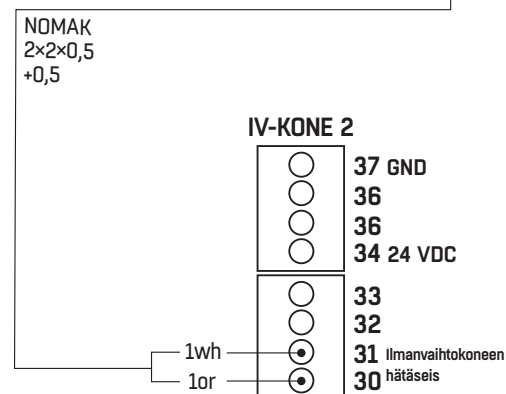 NOMAK
2×2×0,5
+0,5
IV-KONE 2
37 GND
36
36
34 24 VDC
33
32
1wh 31 Ilmanvaihtokoneen
1or 30 hätäseis